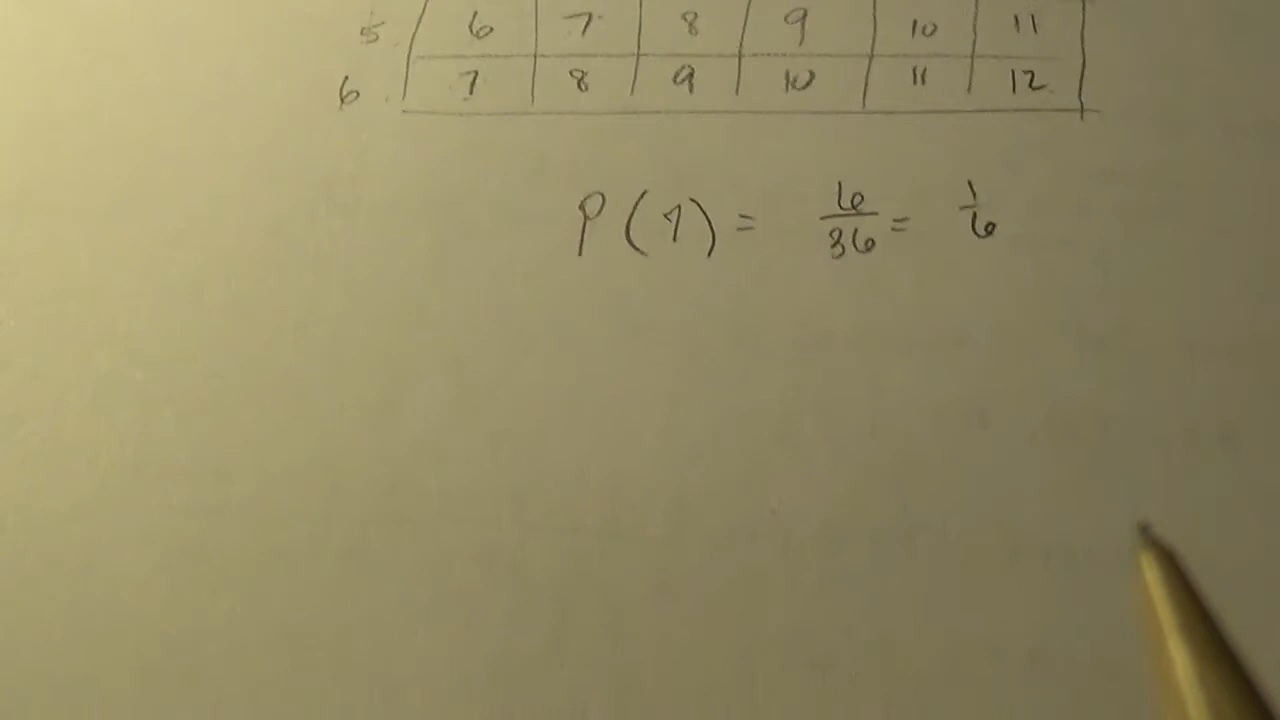 5. 6 7 8 9 10 11
6. 7 8 9 10 11 12
P(7) = 6/36 = 1/6